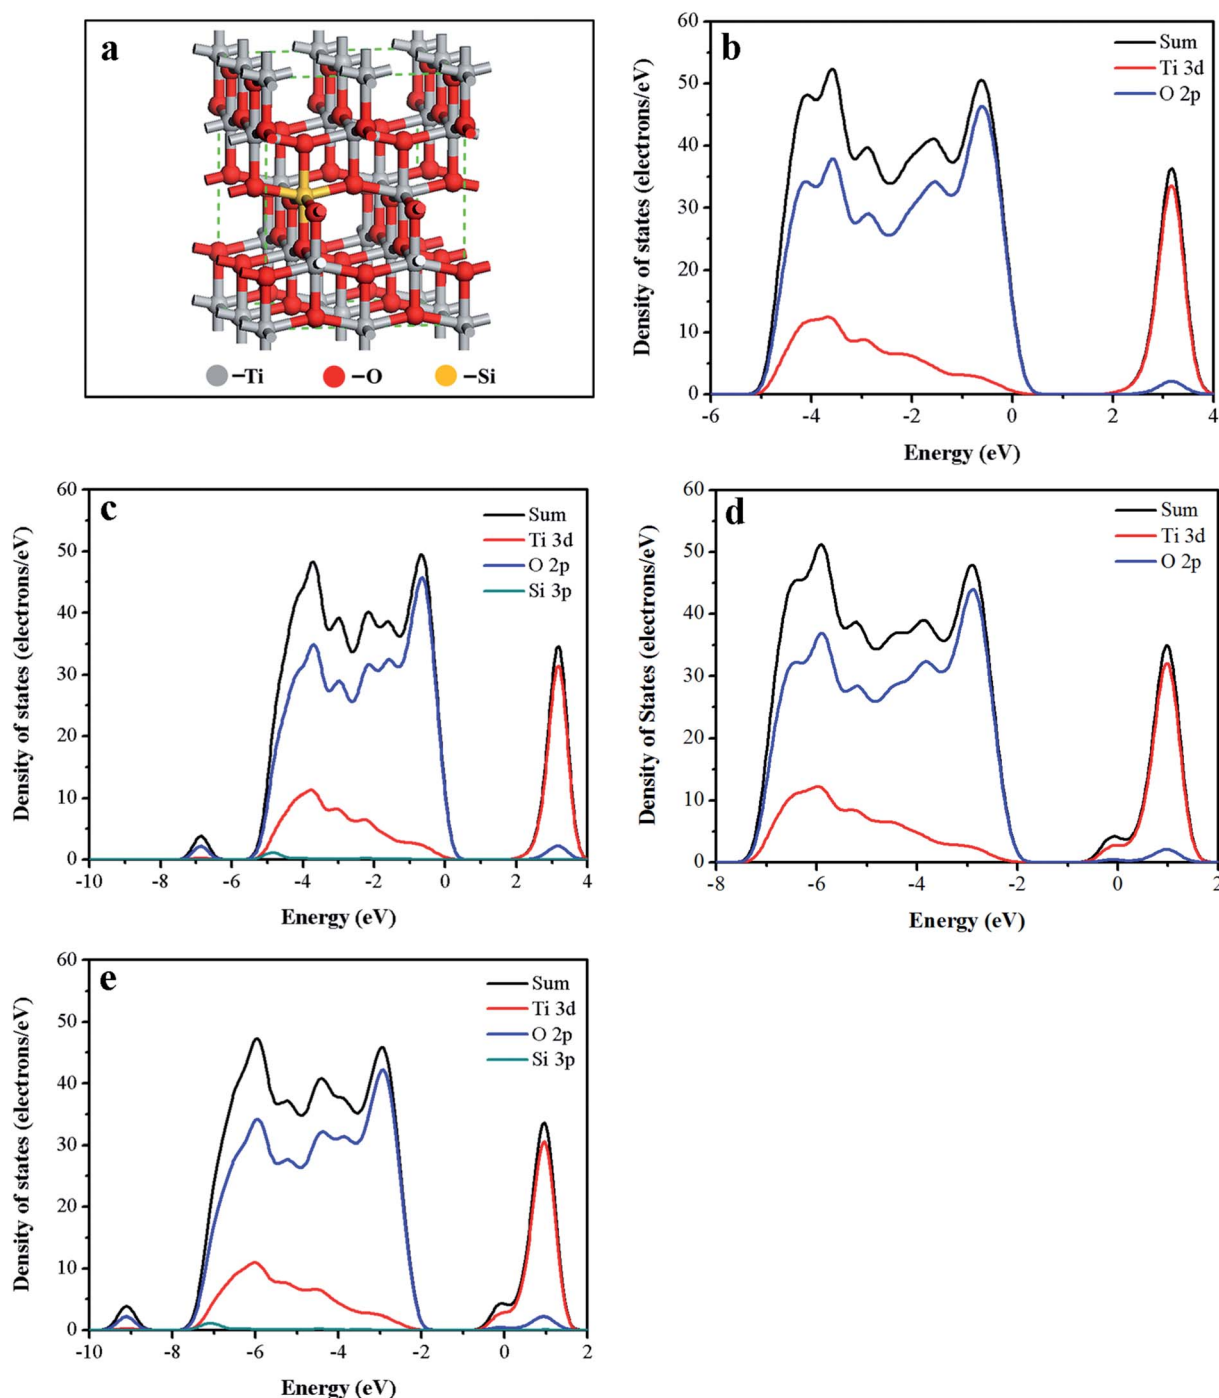 a
–Ti –O –Si
b
Sum
Ti 3d
O 2p
Density of states (electrons/eV)
60
50
40
30
20
10
0
-6 -4 -2 0 2 4
Energy (eV)
c
Sum
Ti 3d
O 2p
Si 3p
Density of states (electrons/eV)
60
50
40
30
20
10
0
-10 -8 -6 -4 -2 0 2 4
Energy (eV)
d
Sum
Ti 3d
O 2p
Density of States (electrons/eV)
60
50
40
30
20
10
0
-8 -6 -4 -2 0 2
Energy (eV)
e
Sum
Ti 3d
O 2p
Si 3p
Density of states (electrons/eV)
60
50
40
30
20
10
0
-10 -8 -6 -4 -2 0 2
Energy (eV)